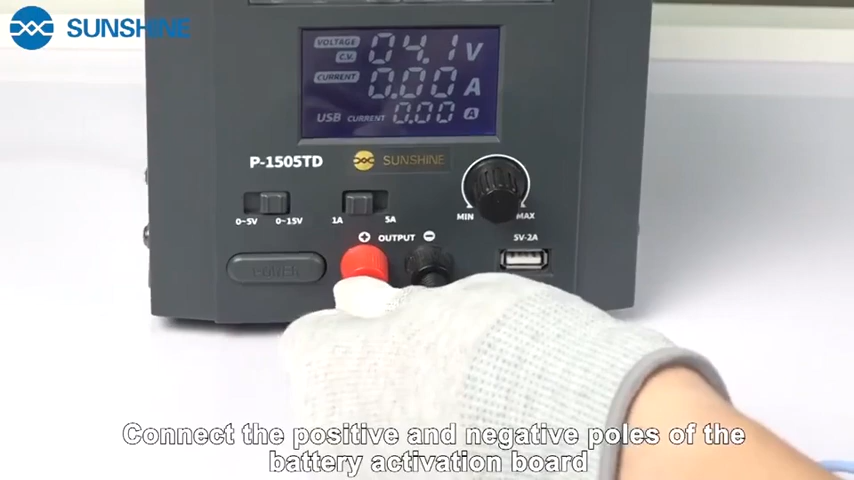 SUNSHINE
VOLTAGE
C.V.
04.1 V
CURRENT
0.00 A
USB CURRENT 0.00 A
P-1505TD
SUNSHINE
0~5V 0~15V
1A 5A
MIN MAX
+ OUTPUT −
5V-2A
POWER
Connect the positive and negative poles of the
battery activation board